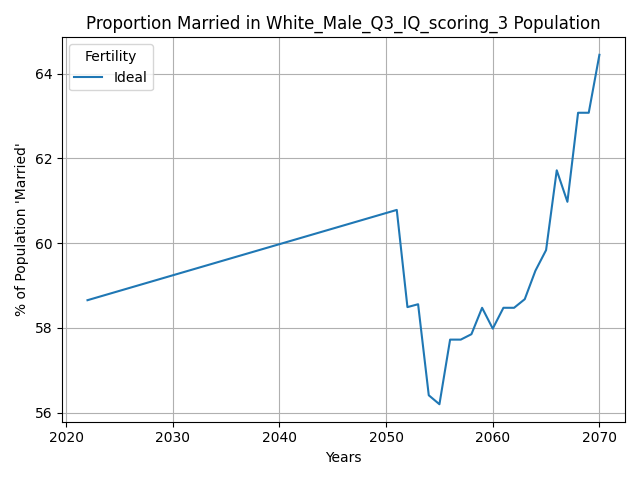 Proportion Married in White_Male_Q3_IQ_scoring_3 Population
Fertility
Ideal
% of Population 'Married'
64
62
60
58
56
2020 2030 2040 2050 2060 2070
Years